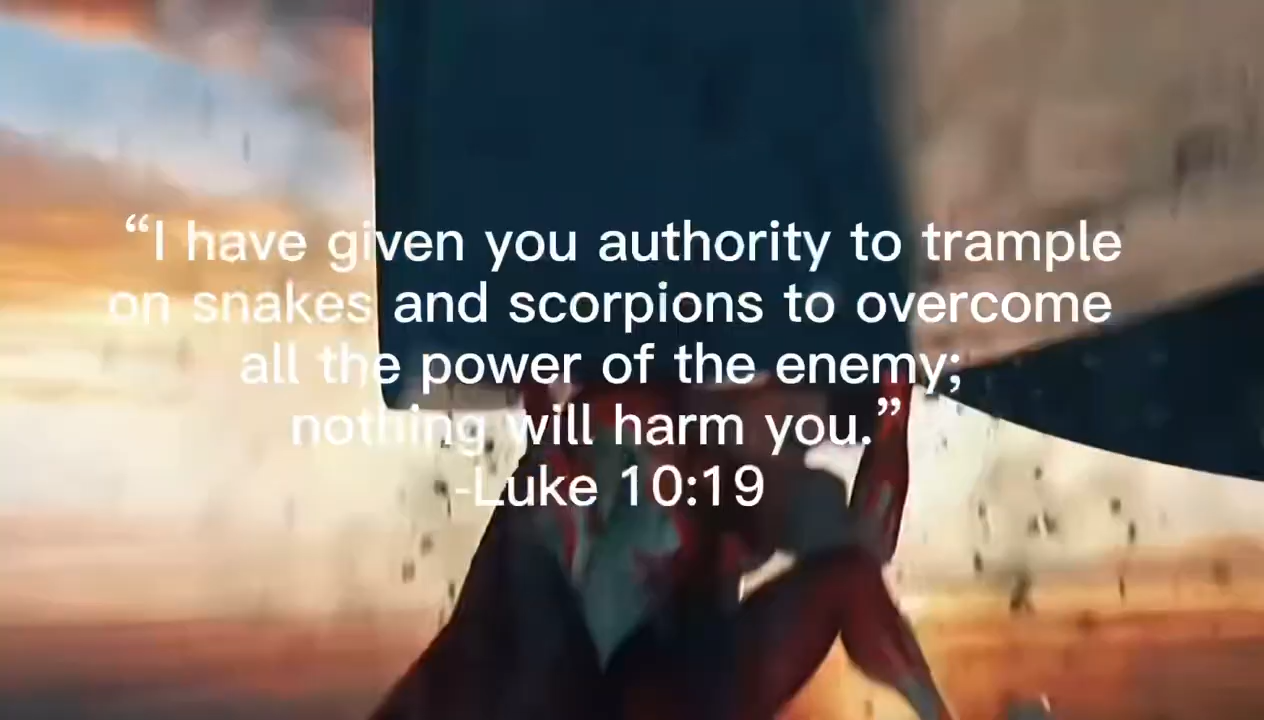 “I have given you authority to trample
on snakes and scorpions to overcome
all the power of the enemy;
nothing will harm you.”
-Luke 10:19